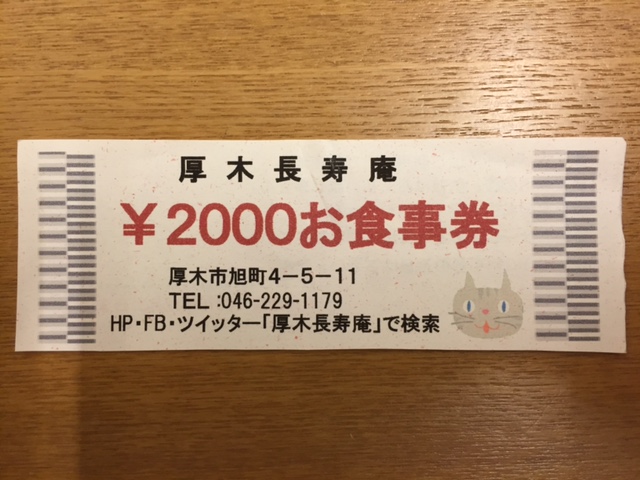 厚木長寿庵
￥2000お食事券
厚木市旭町4－5－11
TEL:046-229-1179
HP・FB・ツイッター「厚木長寿庵」で検索